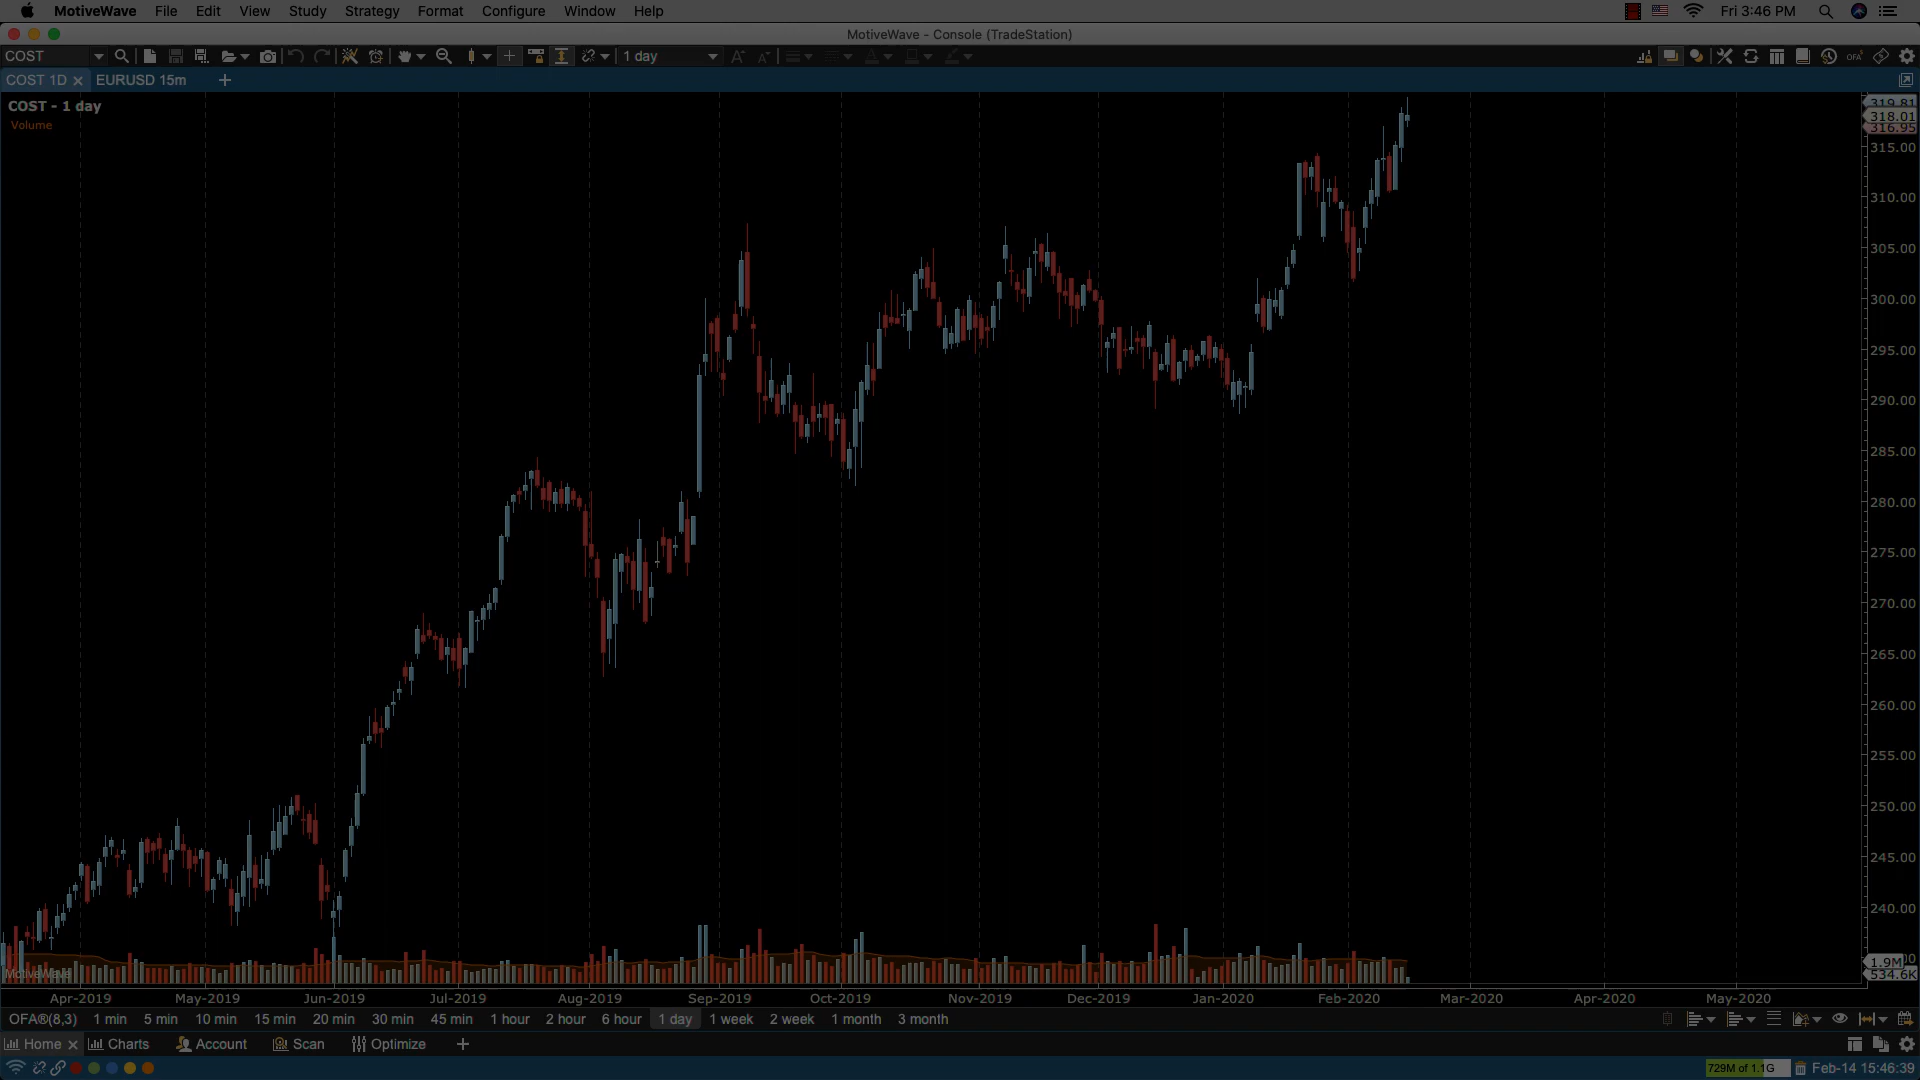 MotiveWave File Edit View Study Strategy Format Configure Window Help Fri 3:46 PM
MotiveWave - Console (TradeStation)
COST 1 day
COST 1D EURUSD 15m
COST - 1 day
Volume
319.81
318.01
316.95
315.00
310.00
305.00
300.00
295.00
290.00
285.00
280.00
275.00
270.00
265.00
260.00
255.00
250.00
245.00
240.00
1.9M
534.6K
MotiveWave
Apr-2019 May-2019 Jun-2019 Jul-2019 Aug-2019 Sep-2019 Oct-2019 Nov-2019 Dec-2019 Jan-2020 Feb-2020 Mar-2020 Apr-2020 May-2020
OFA®(8,3) 1 min 5 min 10 min 15 min 20 min 30 min 45 min 1 hour 2 hour 6 hour 1 day 1 week 2 week 1 month 3 month
Home Charts Account Scan Optimize
729M of 1.1G Feb-14 15:46:39